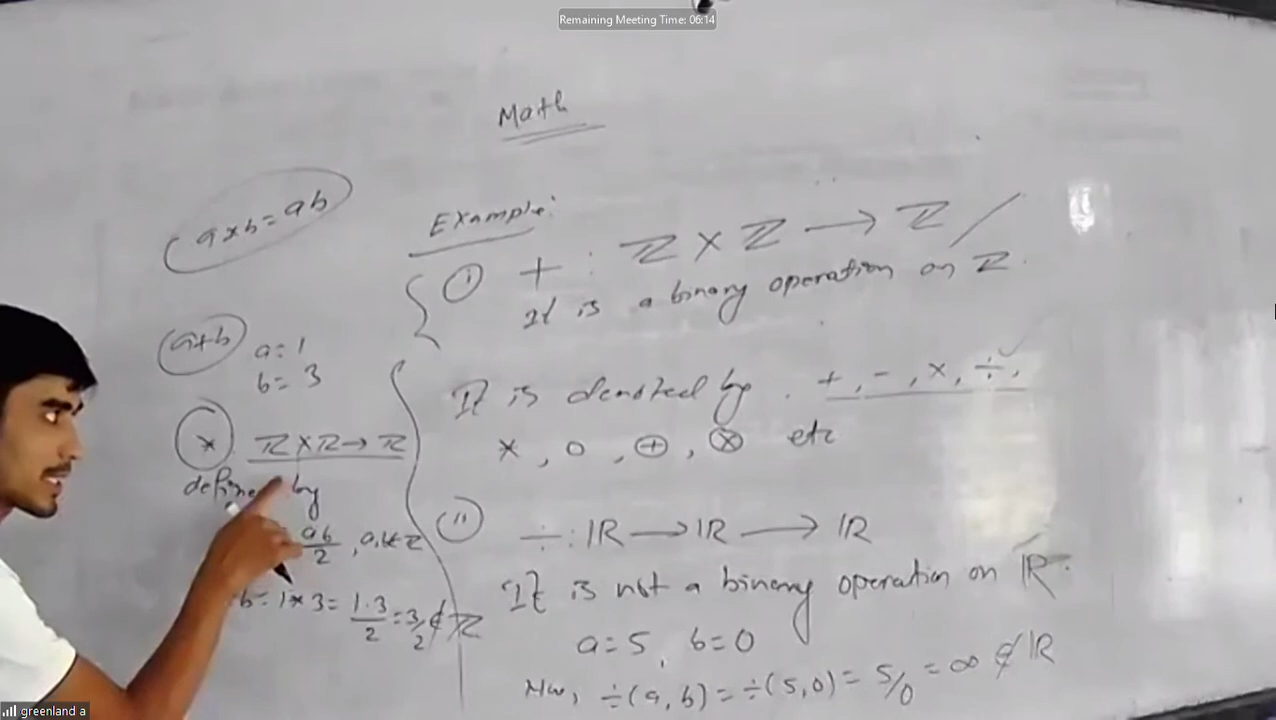 Remaining Meeting Time: 06:14
Math
a×b=ab
Example:
① + : ℤ × ℤ → ℤ /
It is a binary operation on ℤ.
a+b
a=1
b=3
It is denoted by . +, -, ×, ÷,
*, o, ⊕, ⊗ etc
* ℤ×ℤ→ℤ
defined by
ab/2, a,b∈ℤ
b=1*3=1.3/2=3/2∉ℤ
(ii) ÷: ℝ → ℝ → ℝ
It is not a binary operation on ℝ.
a=5, b=0
Now, ÷(a,b)=÷(5,0)=5/0=∞∉ℝ
greenland a